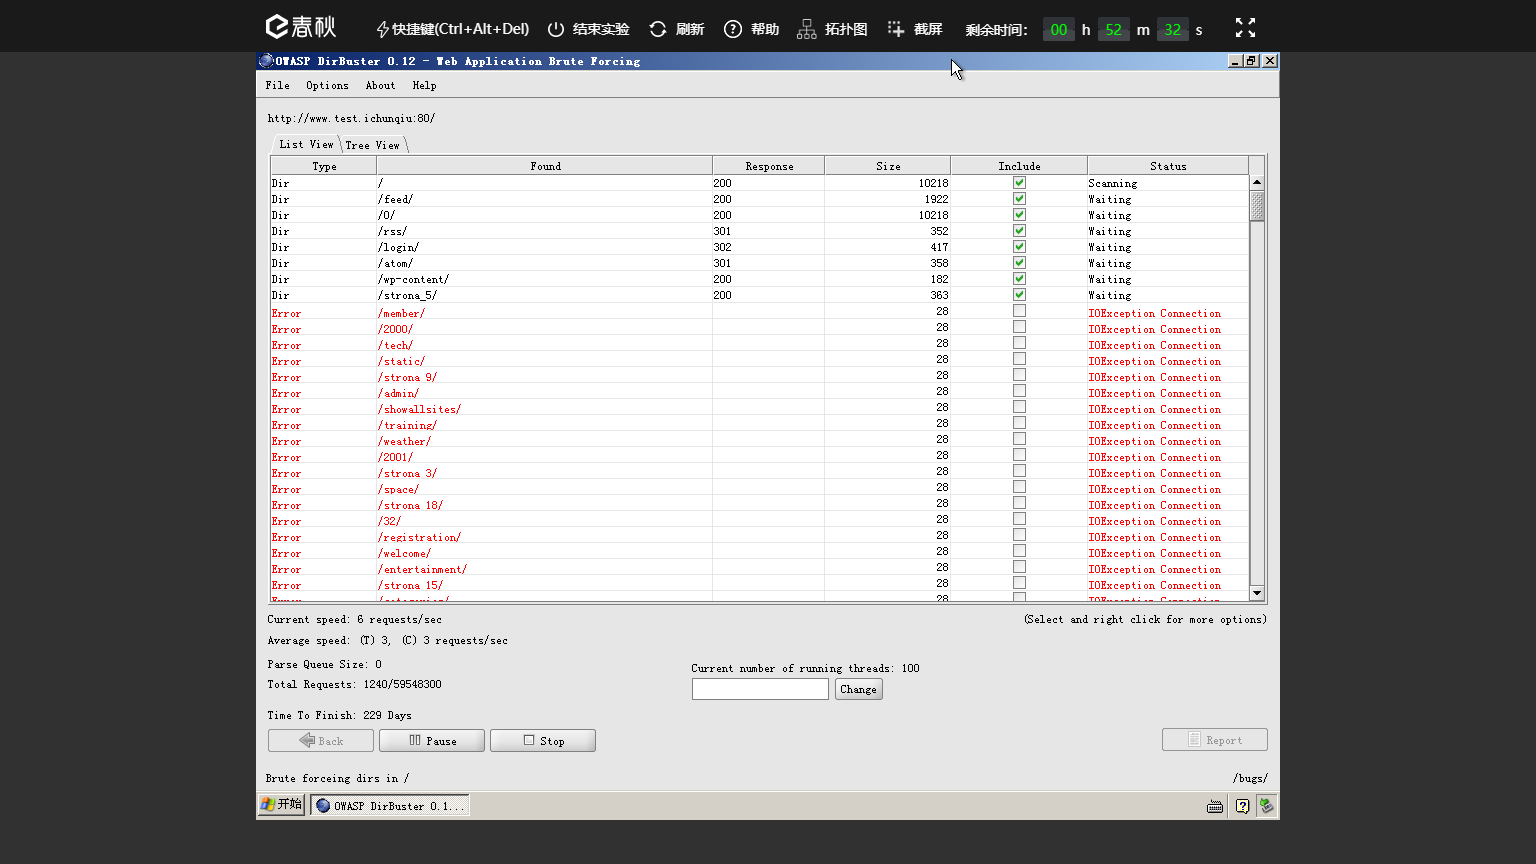 春秋 快捷键(Ctrl+Alt+Del) 结束实验 刷新 帮助 拓扑图 截屏 剩余时间： 00 h 52 m 32 s
OWASP DirBuster 0.12 - Web Application Brute Forcing
File Options About Help
http://www.test.ichunqiu:80/
List View Tree View
Type Found Response Size Include Status
Dir / 200 10218 Scanning
Dir /feed/ 200 1922 Waiting
Dir /0/ 200 10218 Waiting
Dir /rss/ 301 352 Waiting
Dir /login/ 302 417 Waiting
Dir /atom/ 301 358 Waiting
Dir /wp-content/ 200 182 Waiting
Dir /strona_5/ 200 363 Waiting
Error /member/ 28 IOException Connection
Error /2000/ 28 IOException Connection
Error /tech/ 28 IOException Connection
Error /static/ 28 IOException Connection
Error /strona 9/ 28 IOException Connection
Error /admin/ 28 IOException Connection
Error /showallsites/ 28 IOException Connection
Error /training/ 28 IOException Connection
Error /weather/ 28 IOException Connection
Error /2001/ 28 IOException Connection
Error /strona 3/ 28 IOException Connection
Error /space/ 28 IOException Connection
Error /strona 18/ 28 IOException Connection
Error /32/ 28 IOException Connection
Error /registration/ 28 IOException Connection
Error /welcome/ 28 IOException Connection
Error /entertainment/ 28 IOException Connection
Error /strona 15/ 28 IOException Connection
Error 28 IOException Connection
Current speed: 6 requests/sec (Select and right click for more options)
Average speed: (T) 3, (C) 3 requests/sec
Parse Queue Size: 0
Current number of running threads: 100
Total Requests: 1240/59548300
Change
Time To Finish: 229 Days
Back Pause Stop Report
Brute forceing dirs in / /bugs/
开始 OWASP DirBuster 0.1...